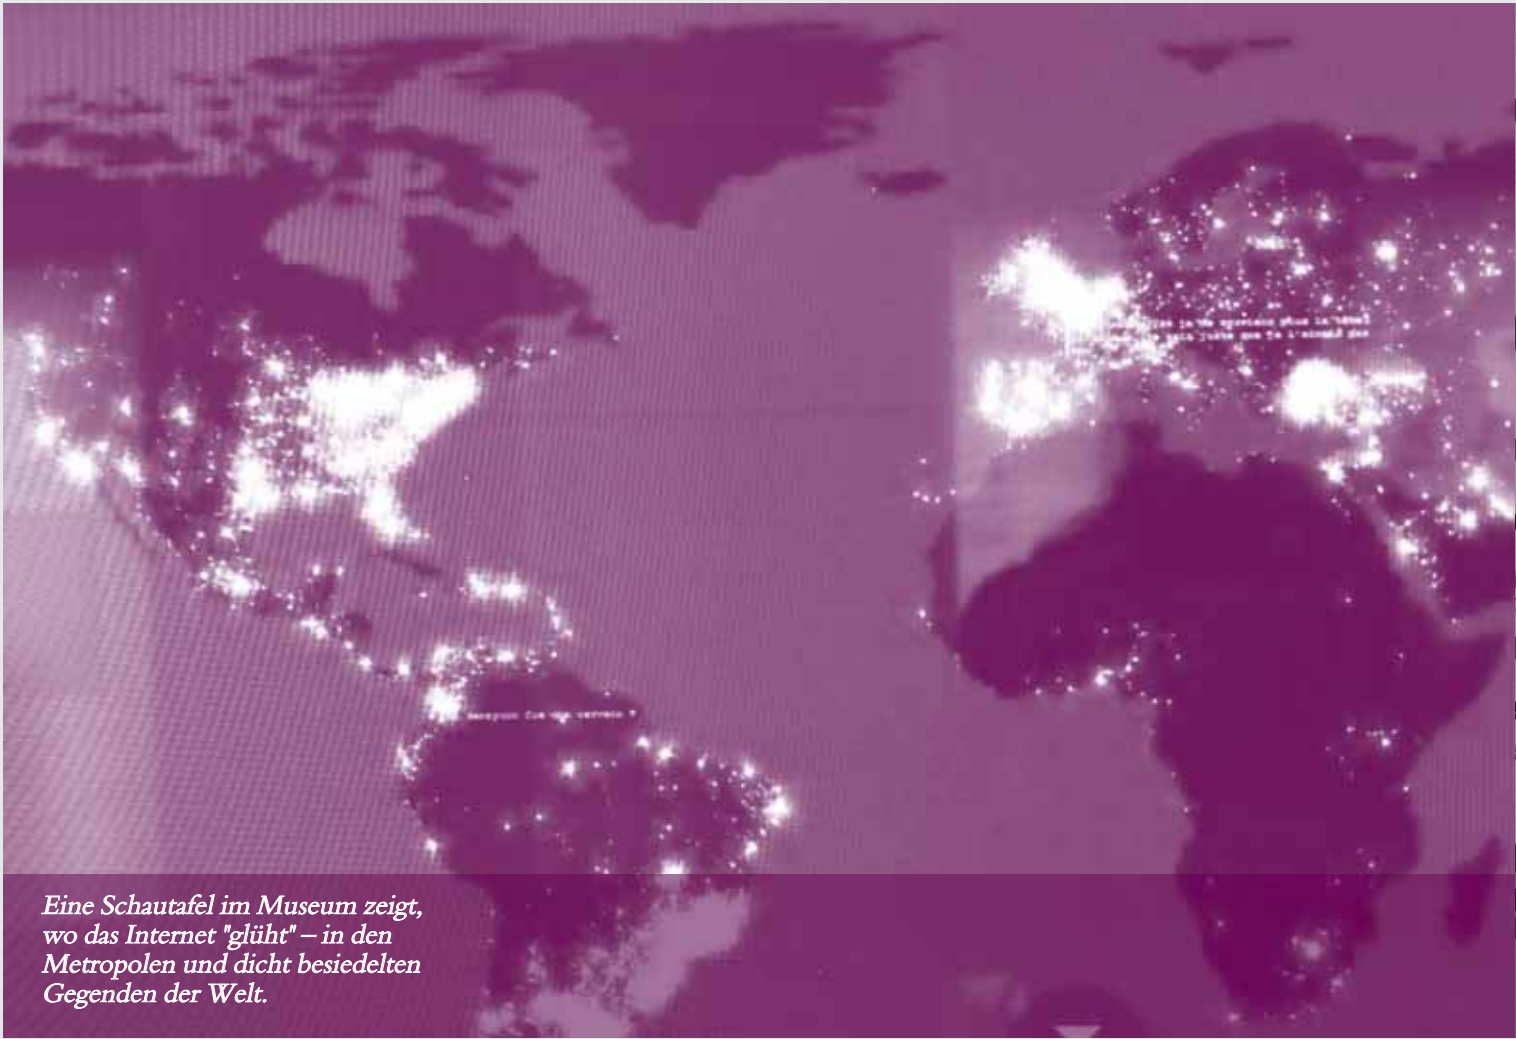 Eine Schautafel im Museum zeigt,
wo das Internet "glüht" – in den
Metropolen und dicht besiedelten
Gegenden der Welt.